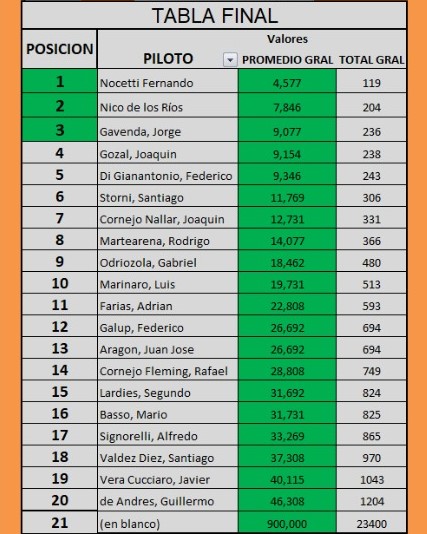 TABLA FINAL
Valores
POSICION PILOTO PROMEDIO GRAL TOTAL GRAL
1 Nocetti Fernando 4,577 119
2 Nico de los Ríos 7,846 204
3 Gavenda, Jorge 9,077 236
4 Gozal, Joaquin 9,154 238
5 Di Gianantonio, Federico 9,346 243
6 Storni, Santiago 11,769 306
7 Cornejo Nallar, Joaquin 12,731 331
8 Martearena, Rodrigo 14,077 366
9 Odriozola, Gabriel 18,462 480
10 Marinaro, Luis 19,731 513
11 Farias, Adrian 22,808 593
12 Galup, Federico 26,692 694
13 Aragon, Juan Jose 26,692 694
14 Cornejo Fleming, Rafael 28,808 749
15 Lardies, Segundo 31,692 824
16 Basso, Mario 31,731 825
17 Signorelli, Alfredo 33,269 865
18 Valdez Diez, Santiago 37,308 970
19 Vera Cucciaro, Javier 40,115 1043
20 de Andres, Guillermo 46,308 1204
21 (en blanco) 900,000 23400